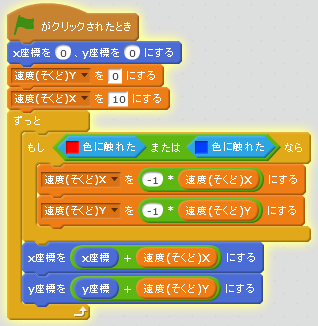 がクリックされたとき
x座標を 0 、y座標を 0 にする
速度(そくど)Y を 0 にする
速度(そくど)X を 10 にする
ずっと
もし 色に触れた または 色に触れた なら
速度(そくど)X を -1 * 速度(そくど)X にする
速度(そくど)Y を -1 * 速度(そくど)Y にする
x座標を x座標 + 速度(そくど)X にする
y座標を y座標 + 速度(そくど)Y にする